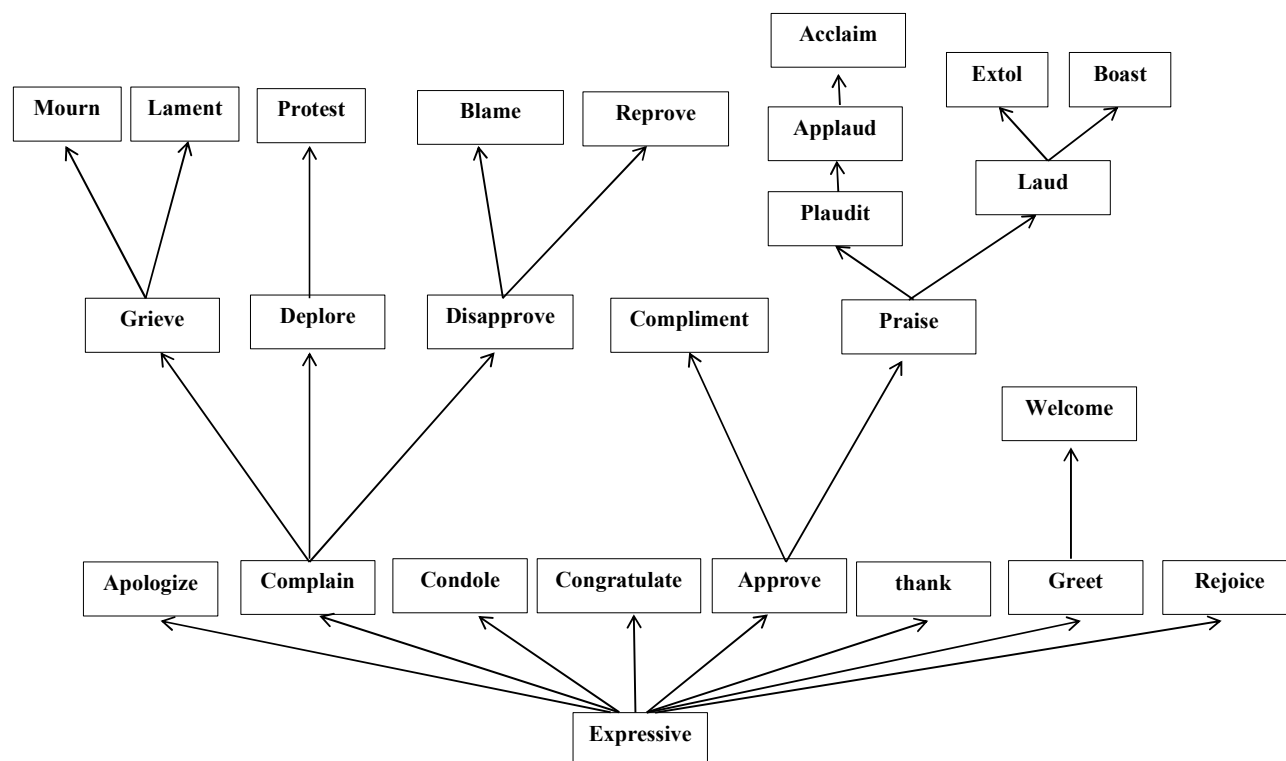 Acclaim
Extol
Boast
Mourn
Lament
Protest
Blame
Reprove
Applaud
Laud
Plaudit
Grieve
Deplore
Disapprove
Compliment
Praise
Welcome
Apologize
Complain
Condole
Congratulate
Approve
thank
Greet
Rejoice
Expressive